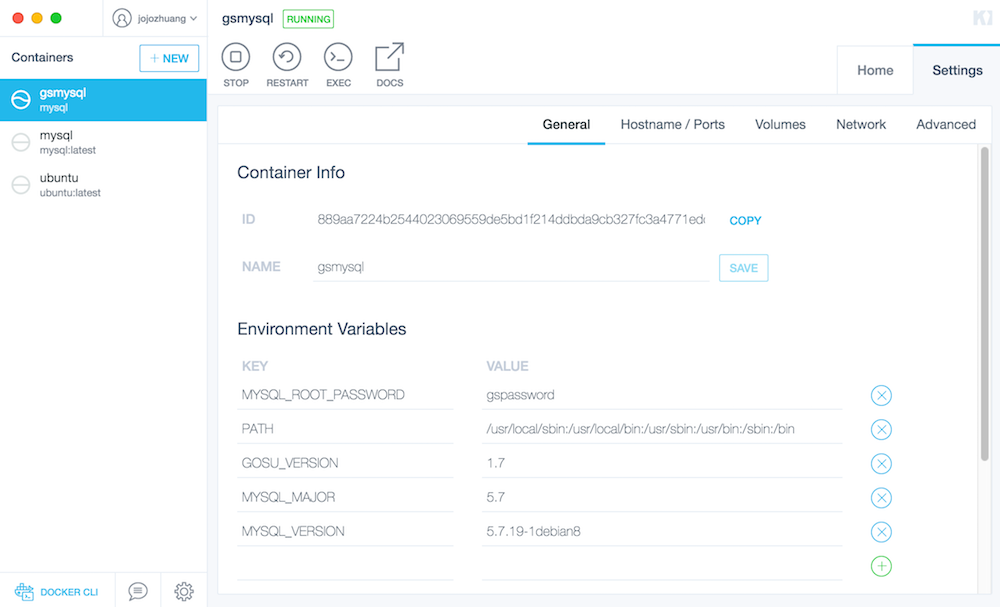 jojozhuang
gsmysql RUNNING
Containers
+ NEW
STOP RESTART EXEC DOCS
Home Settings
gsmysql
mysql
mysql
mysql:latest
ubuntu
ubuntu:latest
General Hostname / Ports Volumes Network Advanced
Container Info
ID 889aa7224b2544023069559de5bd1f214ddbda9cb327fc3a4771ed COPY
NAME gsmysql SAVE
Environment Variables
KEY VALUE
MYSQL_ROOT_PASSWORD gspassword
PATH /usr/local/sbin:/usr/local/bin:/usr/sbin:/usr/bin:/sbin:/bin
GOSU_VERSION 1.7
MYSQL_MAJOR 5.7
MYSQL_VERSION 5.7.19-1debian8
DOCKER CLI